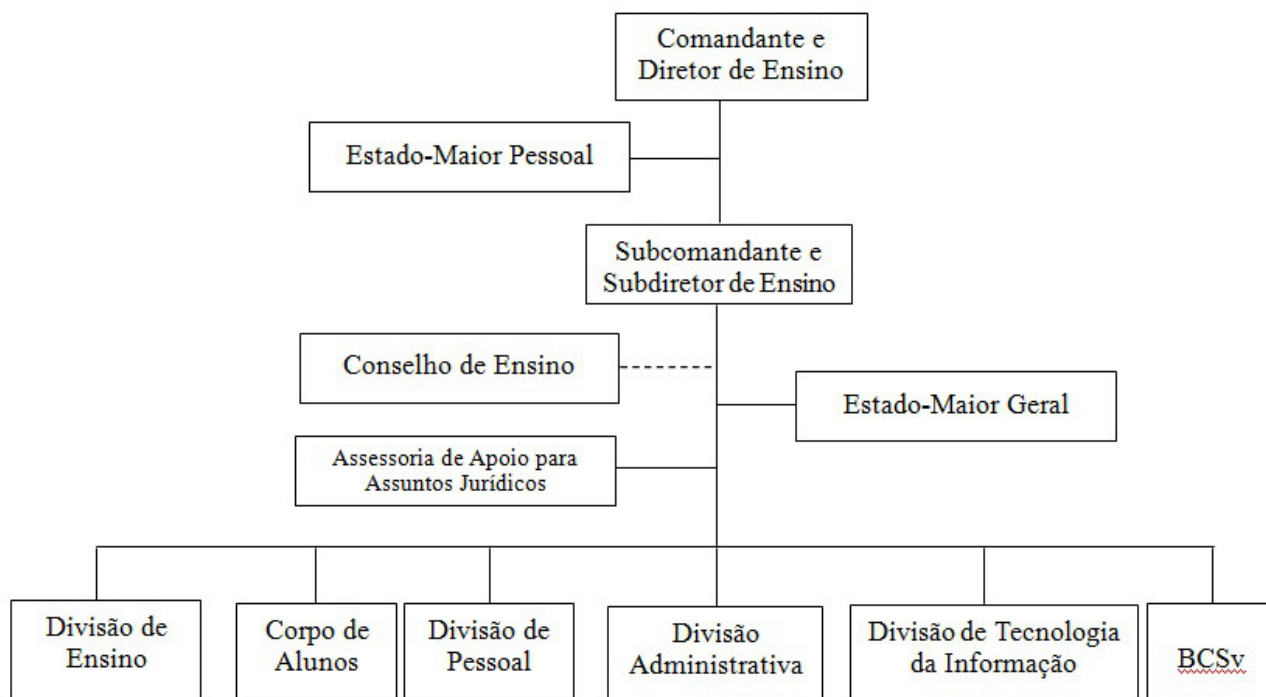 Comandante e
Diretor de Ensino
Estado-Maior Pessoal
Subcomandante e
Subdiretor de Ensino
Conselho de Ensino
Estado-Maior Geral
Assessoria de Apoio para
Assuntos Jurídicos
Divisão de
Ensino
Corpo de
Alunos
Divisão de
Pessoal
Divisão
Administrativa
Divisão de Tecnologia
da Informação
BCSv